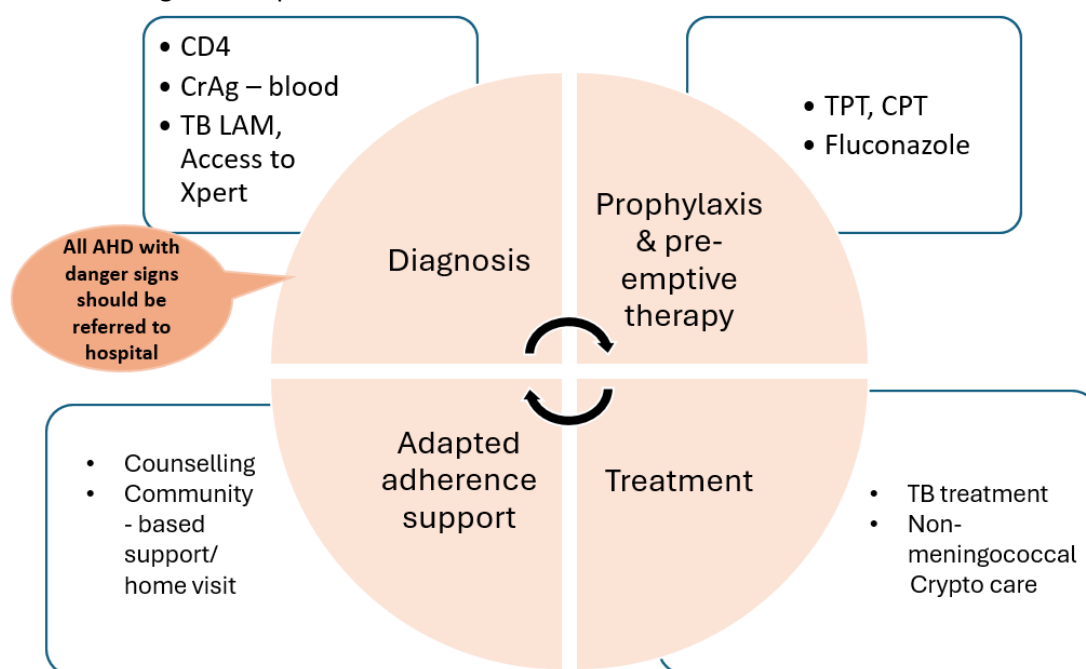 • CD4
• CrAg – blood
• TB LAM,
Access to
Xpert
• TPT, CPT
• Fluconazole
All AHD with
danger signs
should be
referred to
hospital
Diagnosis
Prophylaxis
& pre-
emptive
therapy
Adapted
adherence
support
Treatment
• Counselling
• Community
- based
support/
home visit
• TB treatment
• Non-
meningococcal
Crypto care